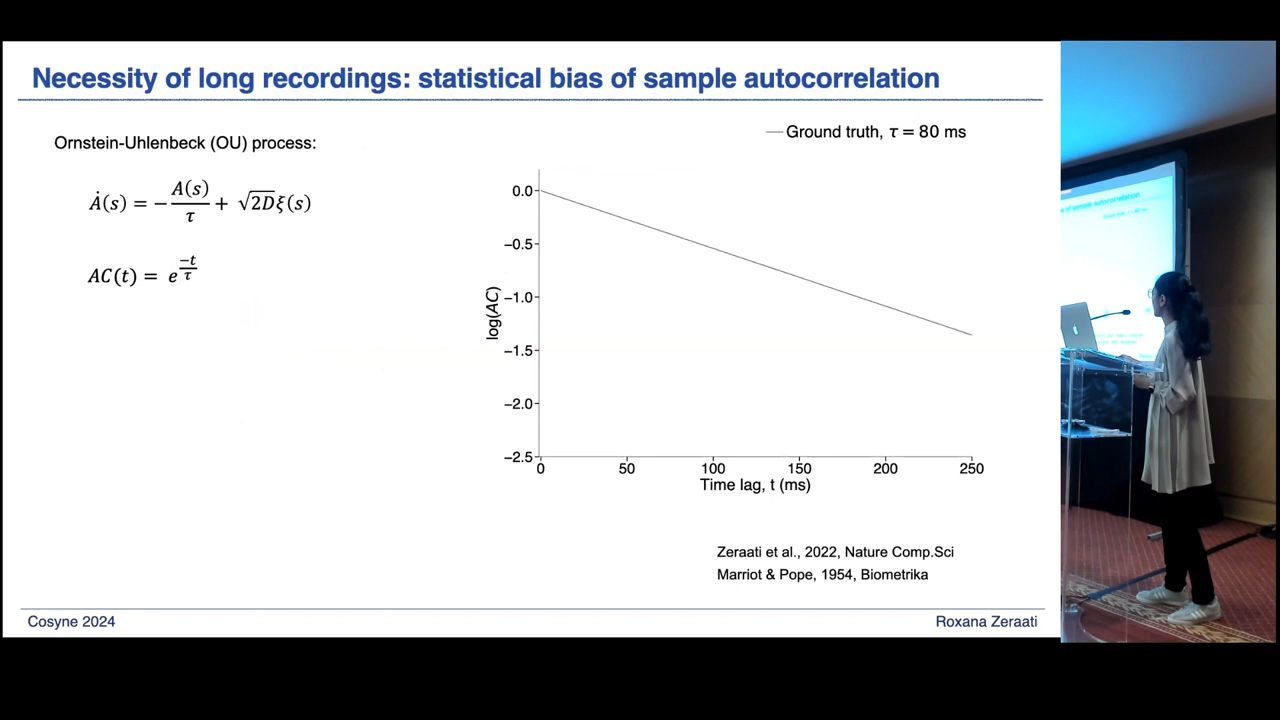 Necessity of long recordings: statistical bias of sample autocorrelation
Ornstein-Uhlenbeck (OU) process:
Ȧ(s) = −A(s)/τ + √2D ξ(s)
AC(t) = e^(−t/τ)
Ground truth, τ = 80 ms
0.0
−0.5
−1.0
−1.5
−2.0
−2.5
log(AC)
0 50 100 150 200 250
Time lag, t (ms)
Zeraati et al., 2022, Nature Comp.Sci
Marriot & Pope, 1954, Biometrika
Cosyne 2024
Roxana Zeraati